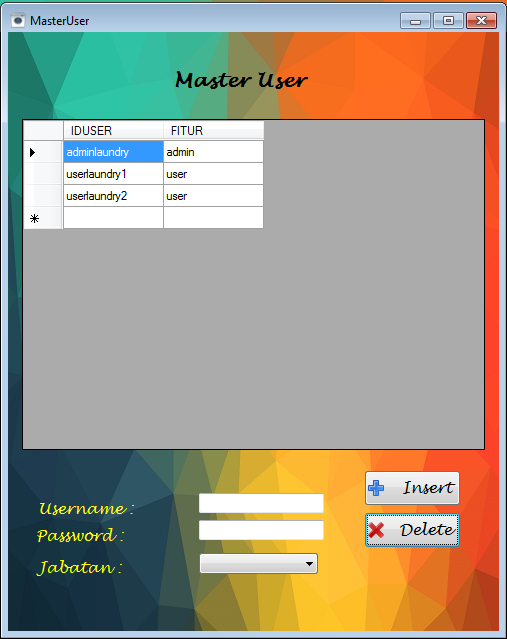 MasterUser
Master User
IDUSER FITUR
adminlaundry admin
userlaundry1 user
userlaundry2 user
Username :
Password :
Jabatan :
Insert
Delete